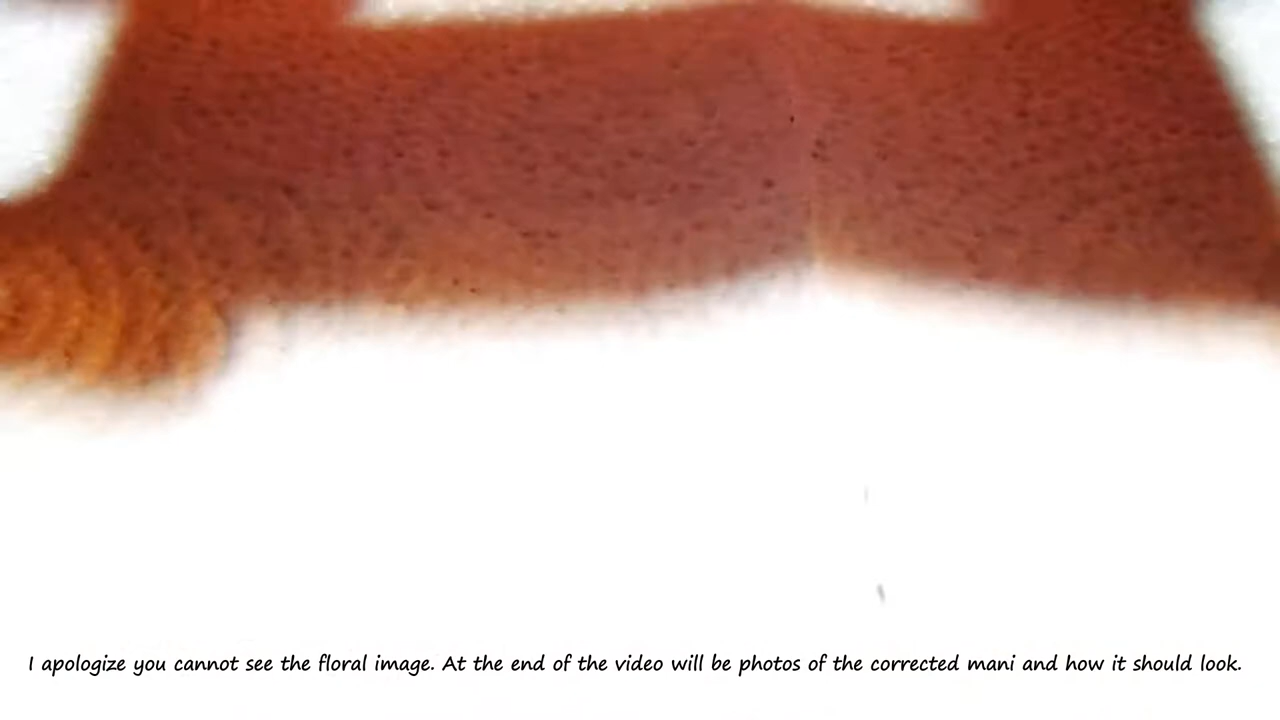 I apologize you cannot see the floral image. At the end of the video will be photos of the corrected mani and how it should look.